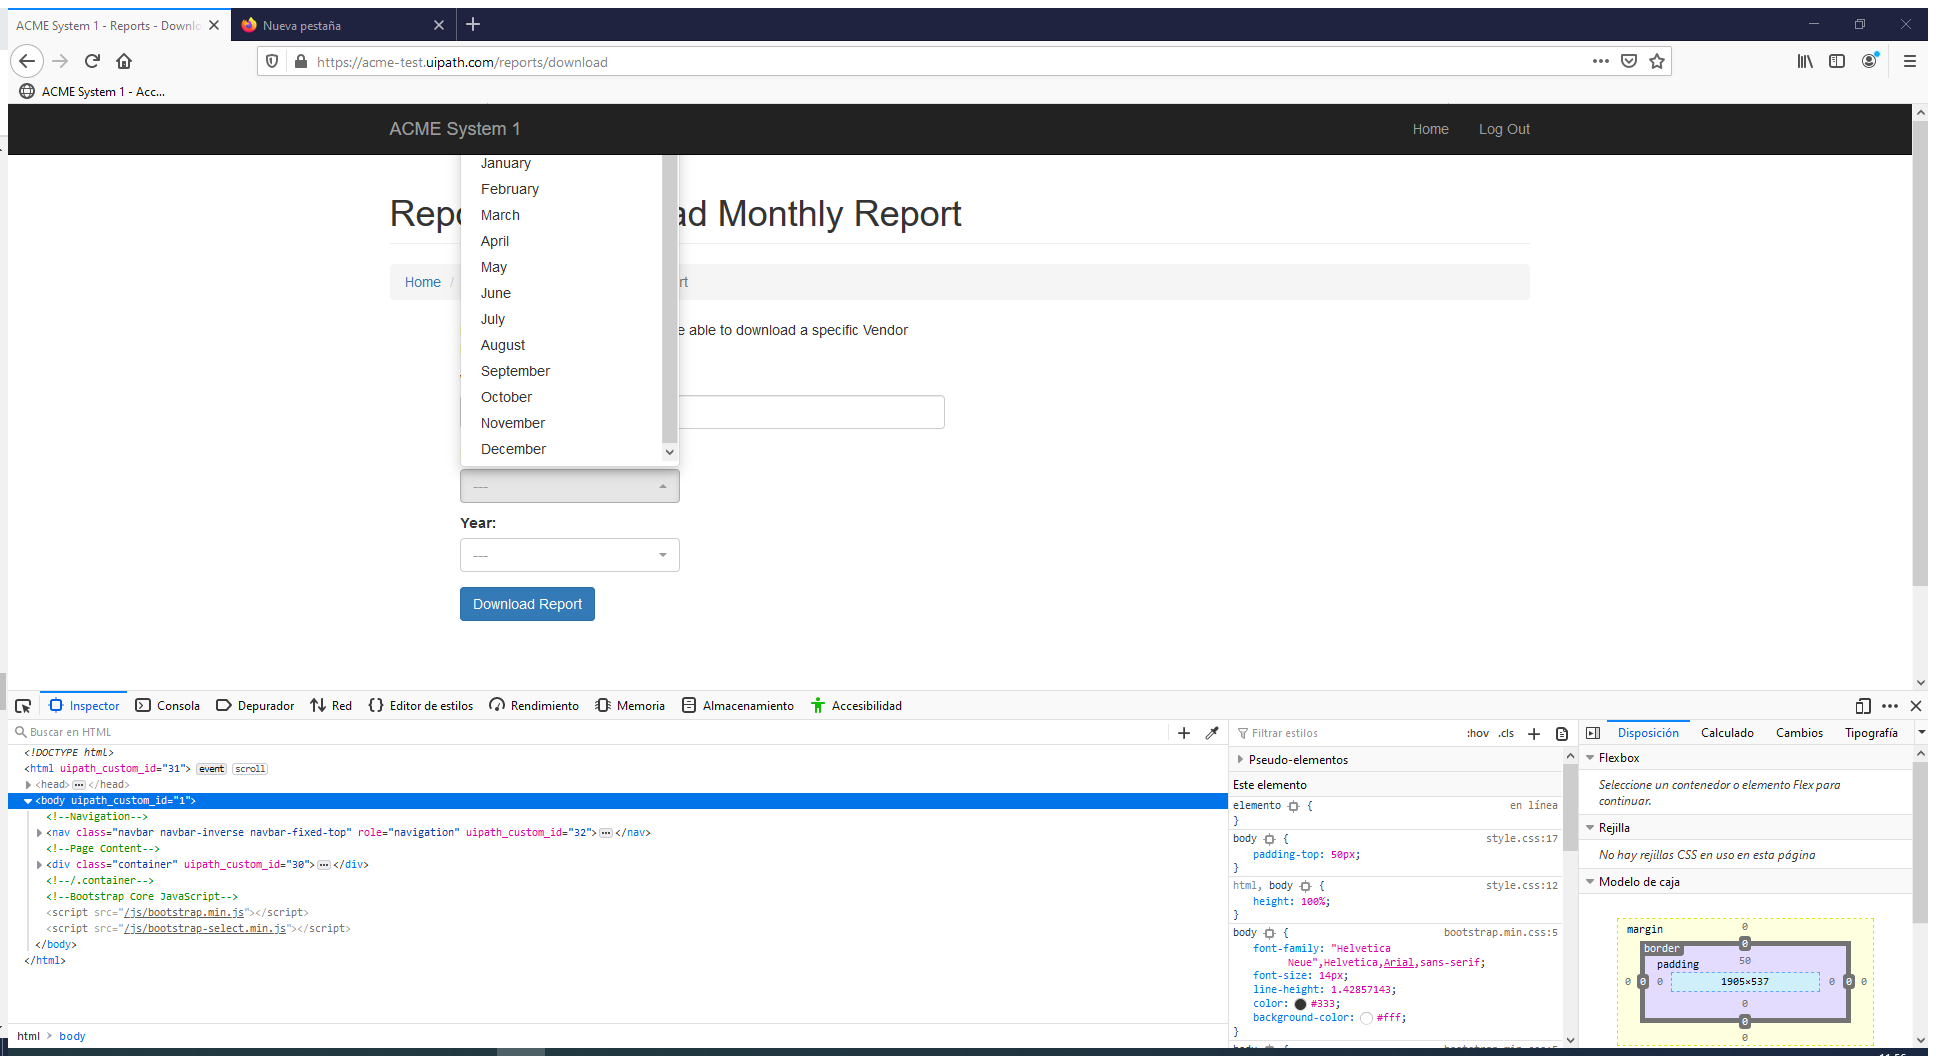 ACME System 1 - Reports - Downlo
Nueva pestaña
https://acme-test.uipath.com/reports/download
ACME System 1 - Acc...
ACME System 1
Home
Log Out
January
February
March
April
May
June
July
August
September
October
November
December
ad Monthly Report
Home /
rt
e able to download a specific Vendor
---
Year:
---
Download Report
Inspector
Consola
Depurador
Red
Editor de estilos
Rendimiento
Memoria
Almacenamiento
Accesibilidad
Buscar en HTML
<!DOCTYPE html>
<html uipath_custom_id="31"> event scroll
<head> ••• </head>
<body uipath_custom_id="1">
<!--Navigation-->
<nav class="navbar navbar-inverse navbar-fixed-top" role="navigation" uipath_custom_id="32"> ••• </nav>
<!--Page Content-->
<div class="container" uipath_custom_id="30"> ••• </div>
<!--/.container-->
<!--Bootstrap Core JavaScript-->
<script src="/js/bootstrap.min.js"></script>
<script src="/js/bootstrap-select.min.js"></script>
</body>
</html>
html > body
Filtrar estilos
:hov .cls
Pseudo-elementos
Este elemento
elemento { en línea
}
body { style.css:17
padding-top: 50px;
}
html, body { style.css:12
height: 100%;
}
body { bootstrap.min.css:5
font-family: "Helvetica
Neue",Helvetica,Arial,sans-serif;
font-size: 14px;
line-height: 1.42857143;
color: #333;
background-color: #fff;
}
Disposición
Calculado
Cambios
Tipografía
Flexbox
Seleccione un contenedor o elemento Flex para
continuar.
Rejilla
No hay rejillas CSS en uso en esta página
Modelo de caja
margin 0
border 0
padding 50
0 0 0 1905×537 0 0 0
0
0
0